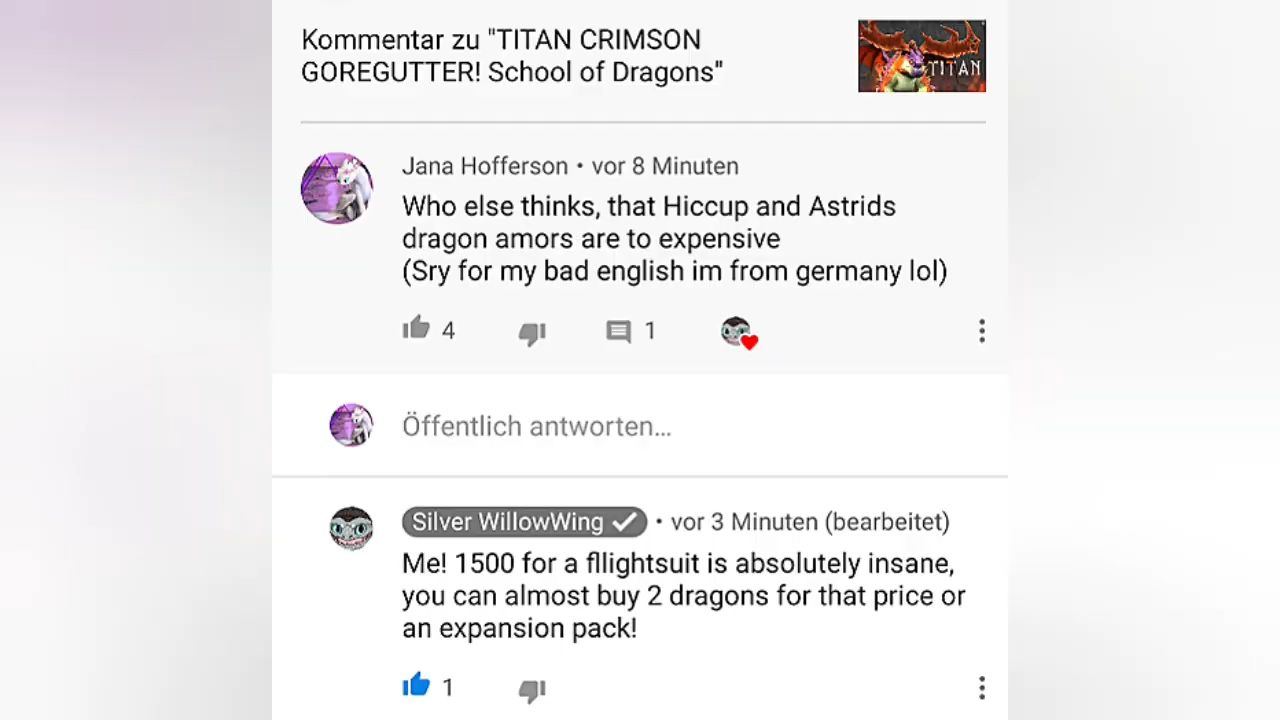 Kommentar zu "TITAN CRIMSON
GOREGUTTER! School of Dragons"
TITAN
Jana Hofferson • vor 8 Minuten
Who else thinks, that Hiccup and Astrids
dragon amors are to expensive
(Sry for my bad english im from germany lol)
4 1
Öffentlich antworten...
Silver WillowWing • vor 3 Minuten (bearbeitet)
Me! 1500 for a fllightsuit is absolutely insane,
you can almost buy 2 dragons for that price or
an expansion pack!
1